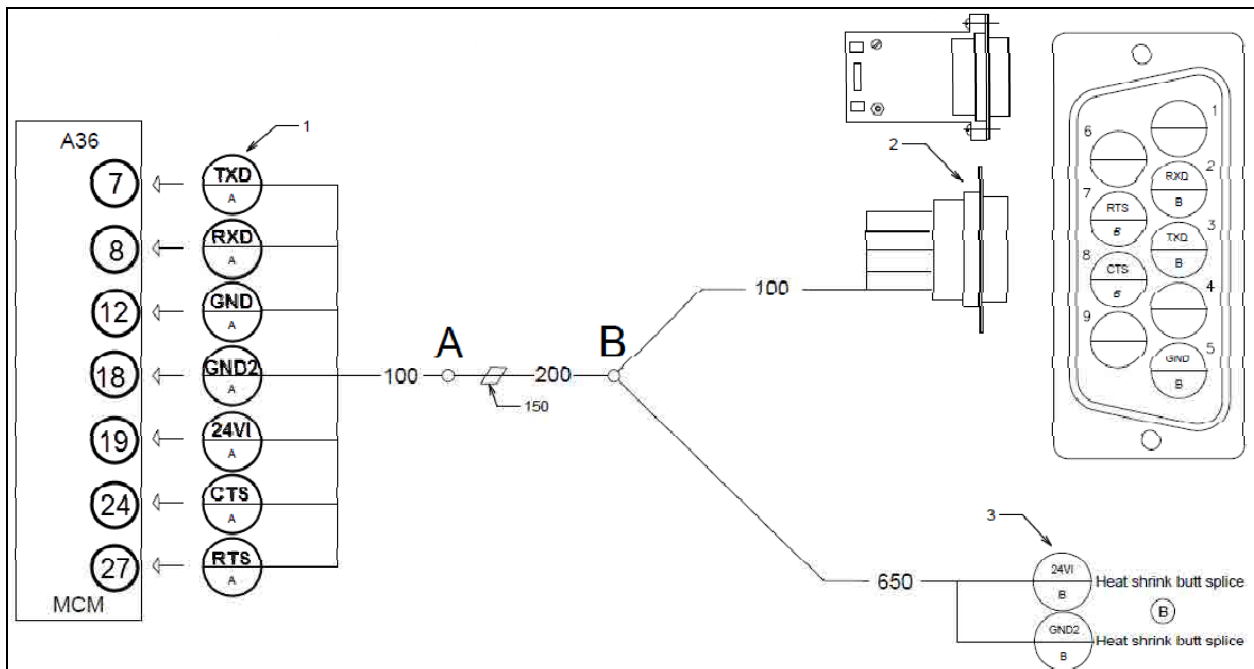 A36
7
TXD
A
8
RXD
A
12
GND
A
18
GND2
A
19
24VI
A
24
CTS
A
27
RTS
A
MCM
1
100
A
150
200
B
100
2
650
3
24VI
B
Heat shrink butt splice
B
GND2
B
Heat shrink butt splice
1
6
2
RXD
B
7
RTS
B
3
TXD
B
8
CTS
B
4
9
5
GND
B